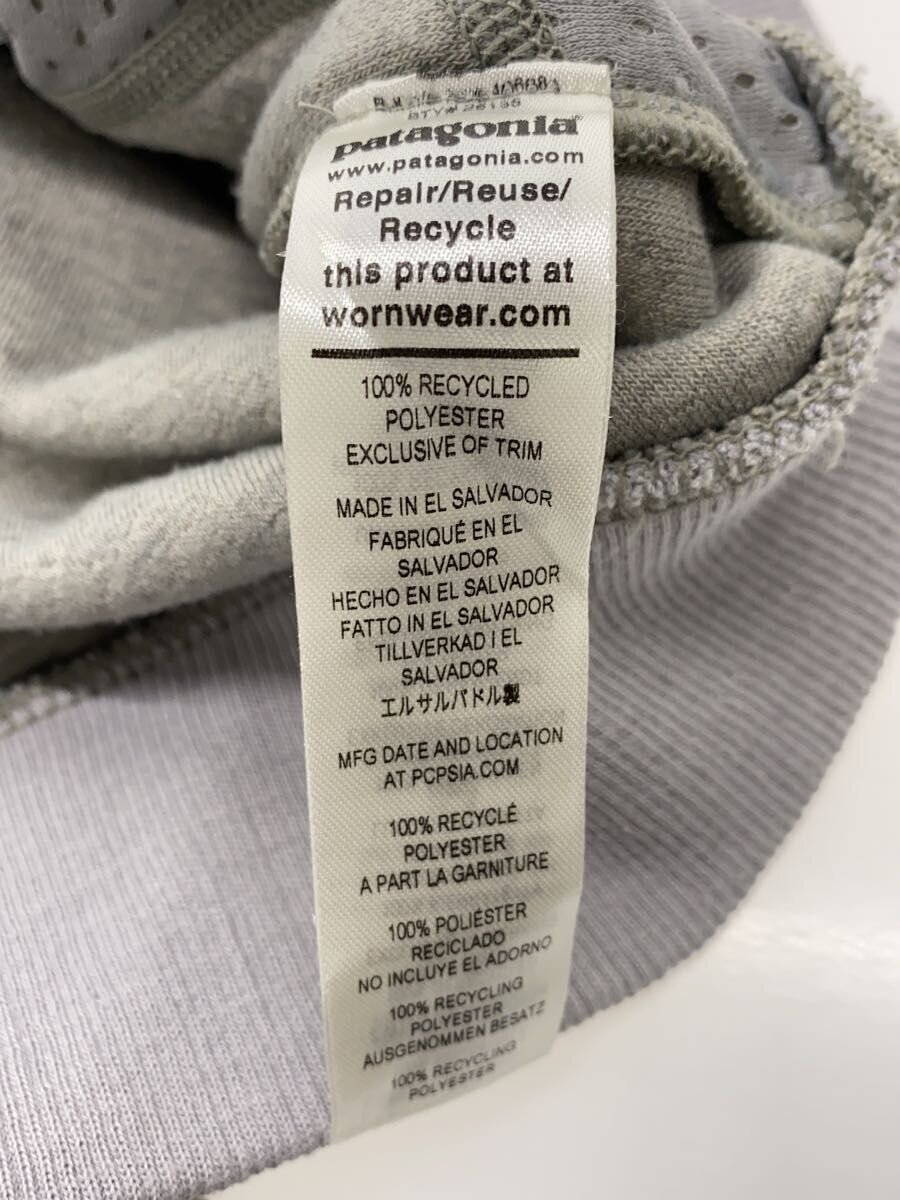 patagonia
www.patagonia.com
Repair/Reuse/
Recycle
this product at
wornwear.com
100% RECYCLED
POLYESTER
EXCLUSIVE OF TRIM
MADE IN EL SALVADOR
FABRIQUÉ EN EL
SALVADOR
HECHO EN EL SALVADOR
FATTO IN EL SALVADOR
TILLVERKAD I EL
SALVADOR
エルサルバドル製
MFG DATE AND LOCATION
AT PCPSIA.COM
100% RECYCLÉ
POLYESTER
A PART LA GARNITURE
100% POLIÉSTER
RECICLADO
NO INCLUYE EL ADORNO
100% RECYCLING
POLYESTER
AUSGENOMMEN BESATZ
100% RECYCLING
POLYESTER